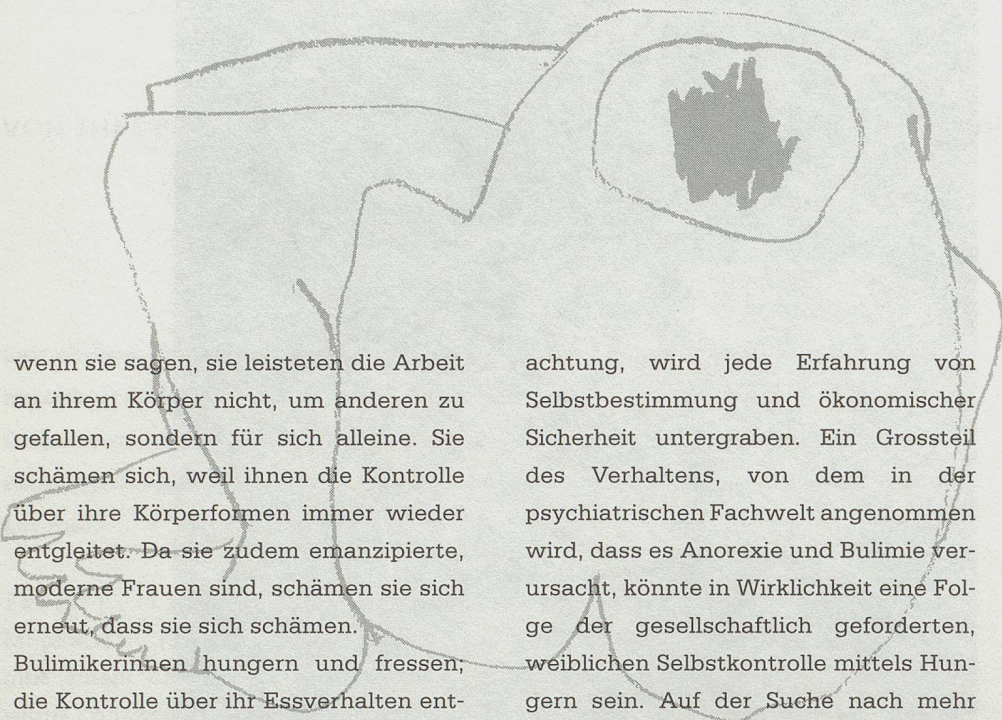 wenn sie sagen, sie leisteten die Arbeit
an ihrem Körper nicht, um anderen zu
gefallen, sondern für sich alleine. Sie
schämen sich, weil ihnen die Kontrolle
über ihre Körperformen immer wieder
entgleitet. Da sie zudem emanzipierte,
moderne Frauen sind, schämen sie sich
erneut, dass sie sich schämen.
Bulimikerinnen hungern und fressen;
die Kontrolle über ihr Essverhalten ent-
achtung, wird jede Erfahrung von
Selbstbestimmung und ökonomischer
Sicherheit untergraben. Ein Grossteil
des Verhaltens, von dem in der
psychiatrischen Fachwelt angenommen
wird, dass es Anorexie und Bulimie ver-
ursacht, könnte in Wirklichkeit eine Fol-
ge der gesellschaftlich geforderten,
weiblichen Selbstkontrolle mittels Hun-
gern sein. Auf der Suche nach mehr